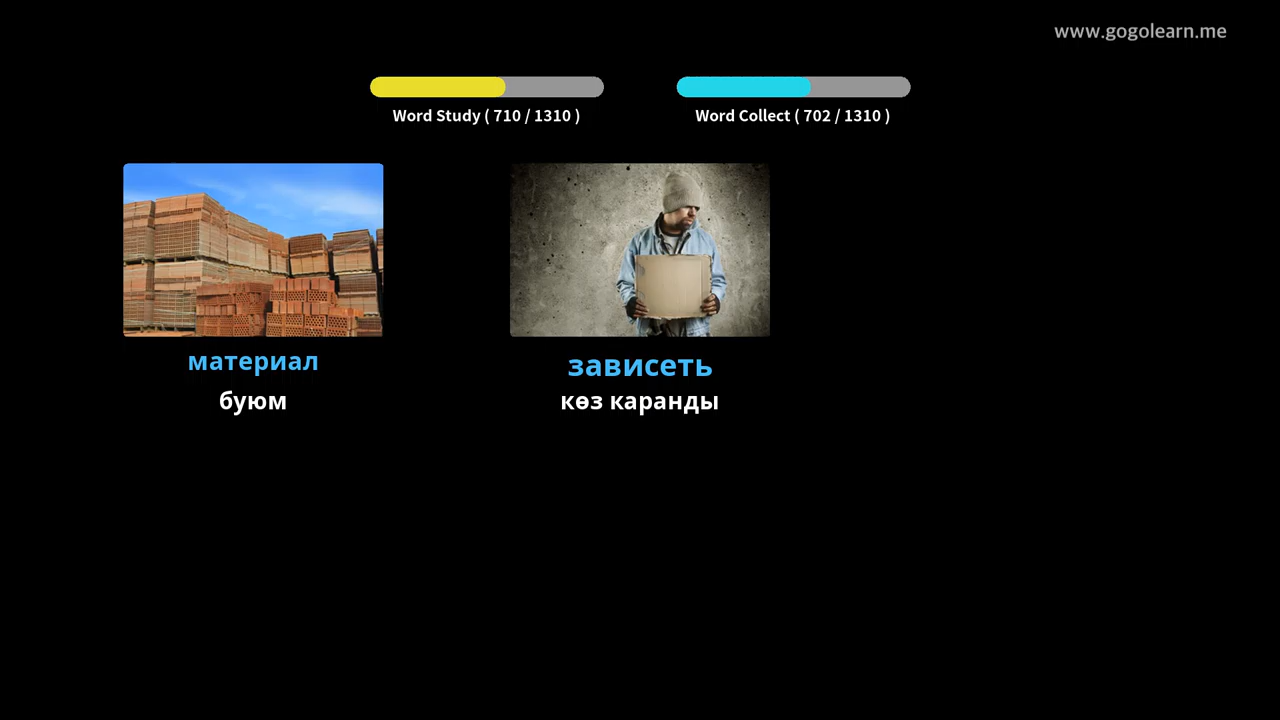 www.gogolearn.me
Word Study ( 710 / 1310 )
Word Collect ( 702 / 1310 )
материал
буюм
зависеть
көз каранды